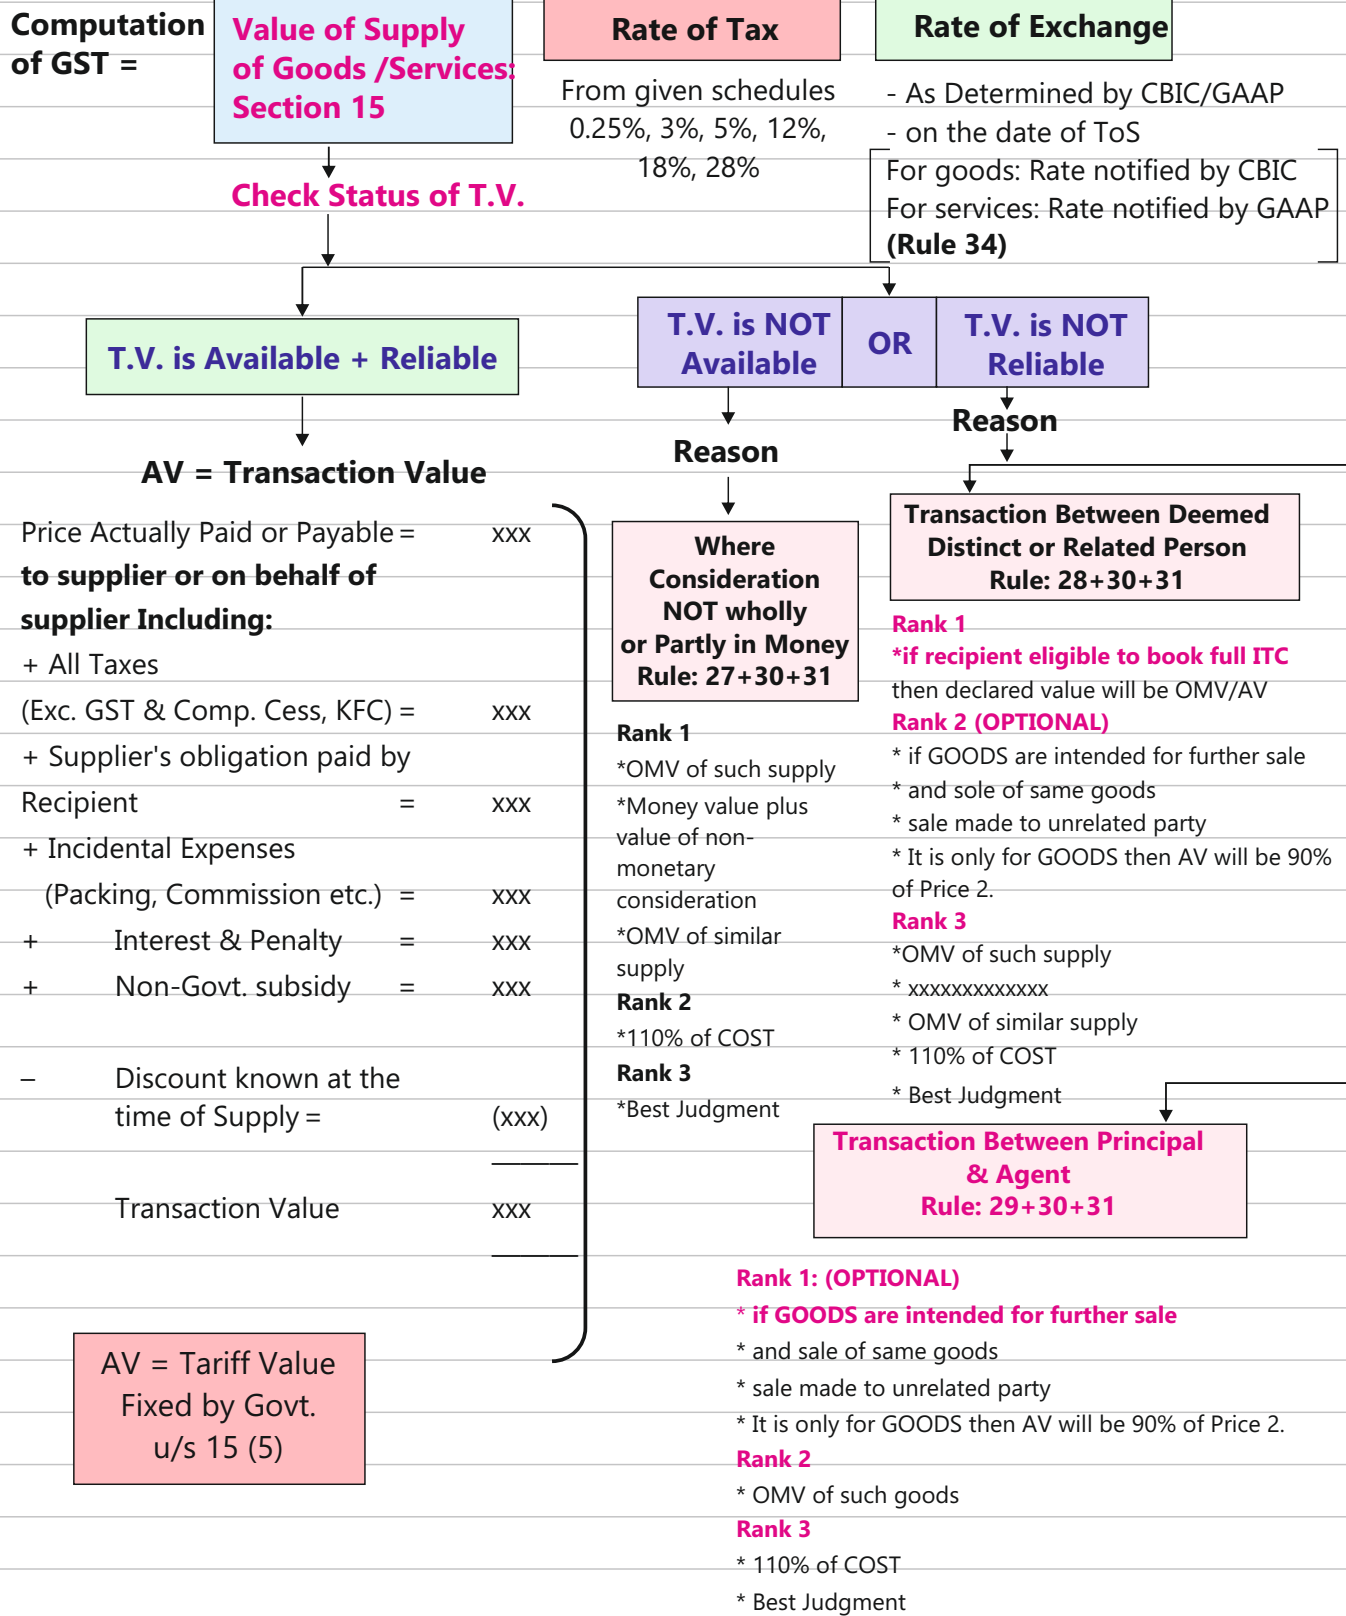 Computation
of GST =
Value of Supply
of Goods /Services:
Section 15
Rate of Tax
From given schedules
0.25%, 3%, 5%, 12%,
18%, 28%
Rate of Exchange
- As Determined by CBIC/GAAP
- on the date of ToS
For goods: Rate notified by CBIC
For services: Rate notified by GAAP
(Rule 34)
Check Status of T.V.
T.V. is Available + Reliable
T.V. is NOT
Available
OR
T.V. is NOT
Reliable
AV = Transaction Value
Price Actually Paid or Payable = xxx
to supplier or on behalf of
supplier Including:
+ All Taxes
(Exc. GST & Comp. Cess, KFC) = xxx
+ Supplier's obligation paid by
Recipient = xxx
+ Incidental Expenses
(Packing, Commission etc.) = xxx
+ Interest & Penalty = xxx
+ Non-Govt. subsidy = xxx
– Discount known at the
time of Supply = (xxx)
Transaction Value xxx
AV = Tariff Value
Fixed by Govt.
u/s 15 (5)
Reason
Where
Consideration
NOT wholly
or Partly in Money
Rule: 27+30+31
Rank 1
*OMV of such supply
*Money value plus
value of non-
monetary
consideration
*OMV of similar
supply
Rank 2
*110% of COST
Rank 3
*Best Judgment
Reason
Transaction Between Deemed
Distinct or Related Person
Rule: 28+30+31
Rank 1
*if recipient eligible to book full ITC
then declared value will be OMV/AV
Rank 2 (OPTIONAL)
* if GOODS are intended for further sale
* and sole of same goods
* sale made to unrelated party
* It is only for GOODS then AV will be 90%
of Price 2.
Rank 3
*OMV of such supply
* xxxxxxxxxxxxx
* OMV of similar supply
* 110% of COST
* Best Judgment
Transaction Between Principal
& Agent
Rule: 29+30+31
Rank 1: (OPTIONAL)
* if GOODS are intended for further sale
* and sale of same goods
* sale made to unrelated party
* It is only for GOODS then AV will be 90% of Price 2.
Rank 2
* OMV of such goods
Rank 3
* 110% of COST
* Best Judgment